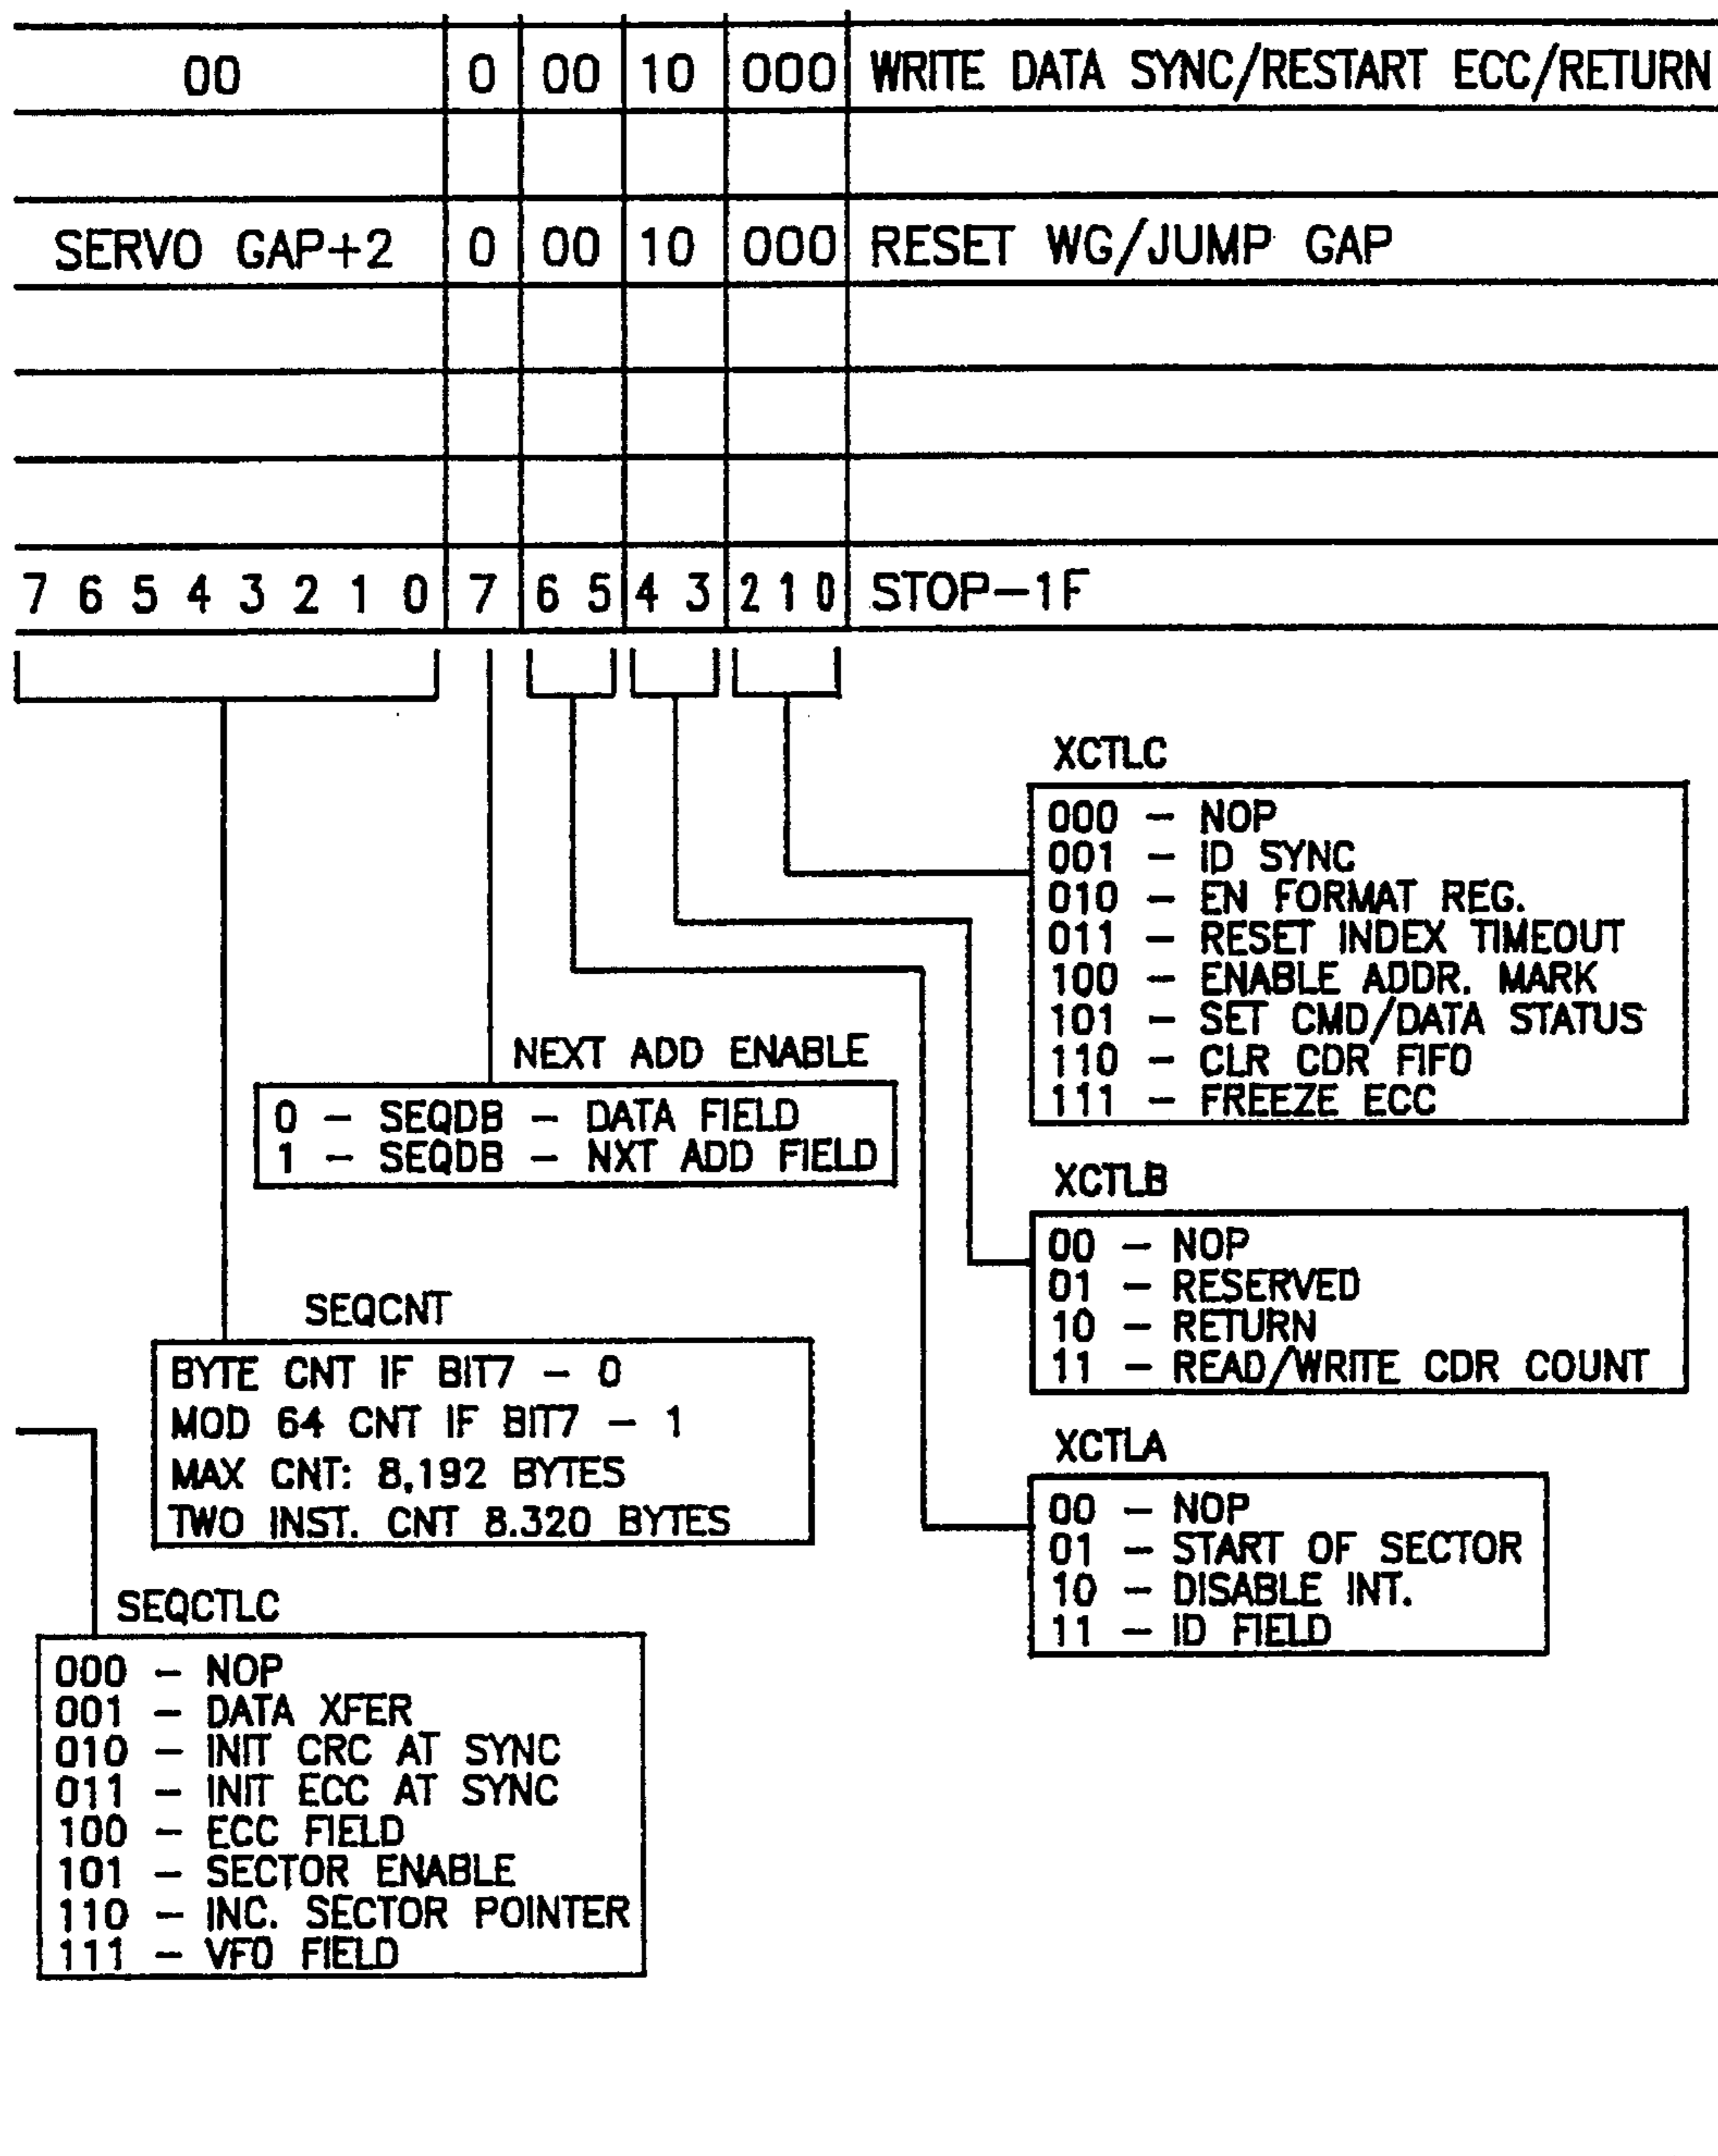 00 0 00 10 000 WRITE DATA SYNC/RESTART ECC/RETURN
SERVO GAP+2 0 00 10 000 RESET WG/JUMP GAP
7 6 5 4 3 2 1 0 7 6 5 4 3 2 1 0 STOP-1F
XCTLC
000 - NOP
001 - ID SYNC
010 - EN FORMAT REG.
011 - RESET INDEX TIMEOUT
100 - ENABLE ADDR. MARK
101 - SET CMD/DATA STATUS
110 - CLR CDR FIFO
111 - FREEZE ECC
NEXT ADD ENABLE
0 - SEQDB - DATA FIELD
1 - SEQDB - NXT ADD FIELD
XCTLB
00 - NOP
01 - RESERVED
10 - RETURN
11 - READ/WRITE CDR COUNT
SEQCNT
BYTE CNT IF BIT7 - 0
MOD 64 CNT IF BIT7 - 1
MAX CNT: 8,192 BYTES
TWO INST. CNT 8.320 BYTES
XCTLA
00 - NOP
01 - START OF SECTOR
10 - DISABLE INT.
11 - ID FIELD
SEQCTLC
000 - NOP
001 - DATA XFER
010 - INIT CRC AT SYNC
011 - INIT ECC AT SYNC
100 - ECC FIELD
101 - SECTOR ENABLE
110 - INC. SECTOR POINTER
111 - VFO FIELD